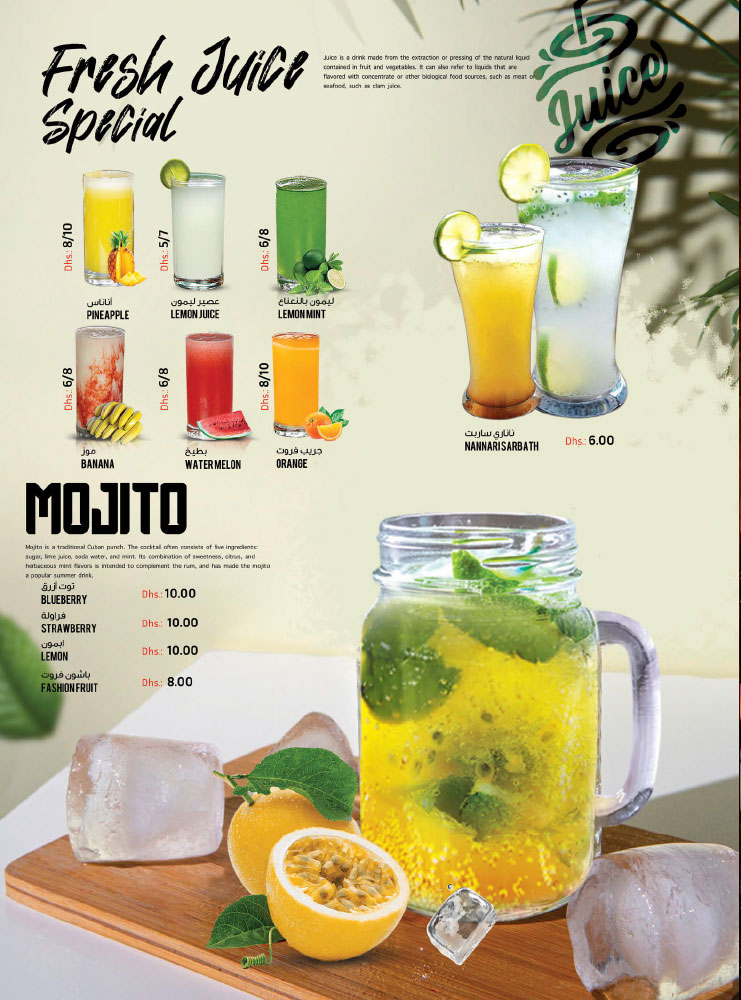 Fresh Juice
Special
Juice is a drink made from the extraction or pressing of the natural liquid
contained in fruit and vegetables. It can also refer to liquids that are
flavored with concentrate or other biological food sources, such as meat or
seafood, such as clam juice.
Juice
Dhs.: 8/10
Dhs.: 5/7
Dhs.: 6/8
أناناس
PINEAPPLE
عصير ليمون
LEMON JUICE
ليمون بالنعناع
LEMON MINT
Dhs.: 6/8
Dhs.: 6/8
Dhs.: 8/10
موز
BANANA
بطيخ
WATER MELON
جريب فروت
ORANGE
ناناري ساربت
NANNARI SARBATH
Dhs.: 6.00
MOJITO
Mojito is a traditional Cuban punch. The cocktail often consists of five ingredients:
sugar, lime juice, soda water, and mint. Its combination of sweetness, citrus, and
herbaceous mint flavors is intended to complement the rum, and has made the mojito
a popular summer drink.
توت أزرق
BLUEBERRY
Dhs.: 10.00
فراولة
STRAWBERRY
Dhs.: 10.00
ليمون
LEMON
Dhs.: 10.00
باشون فروت
FASHION FRUIT
Dhs.: 8.00